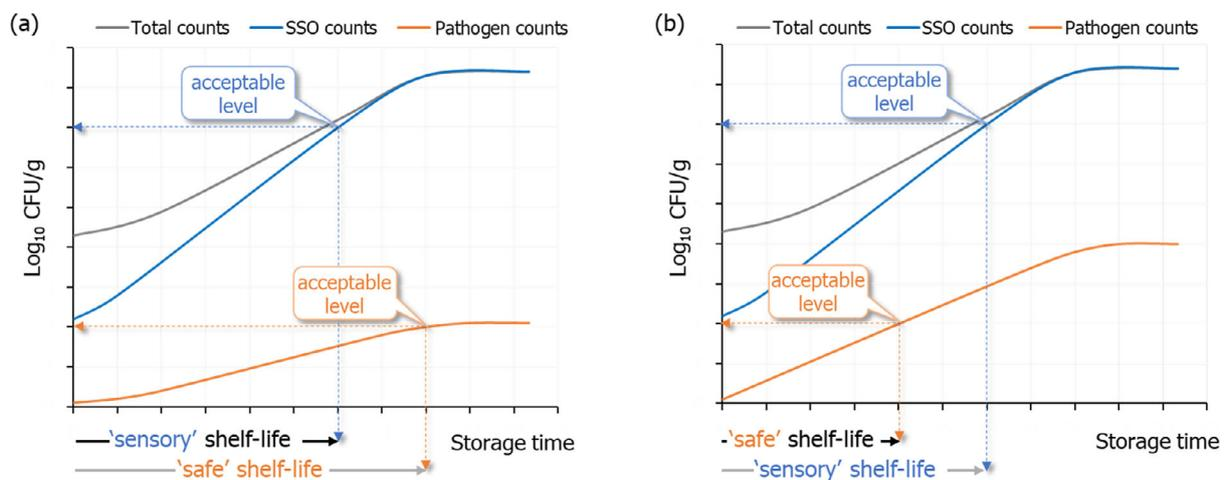 (a)
Total counts SSO counts Pathogen counts
acceptable
level
acceptable
level
Log10 CFU/g
'sensory' shelf-life
Storage time
'safe' shelf-life
(b)
Total counts SSO counts Pathogen counts
acceptable
level
acceptable
level
Log10 CFU/g
'safe' shelf-life
Storage time
'sensory' shelf-life